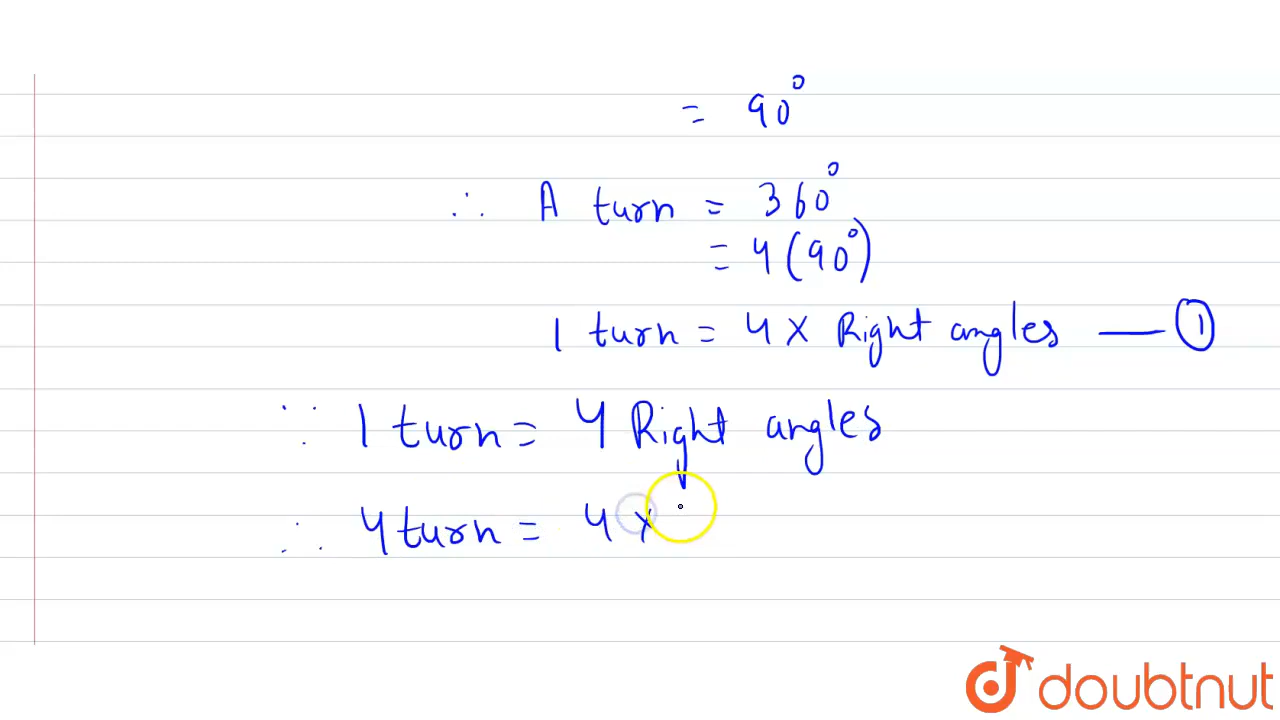 = 90°
∴ A turn = 360°
= 4 (90°)
1 turn = 4 x Right angles — ①
∵ 1 turn = 4 Right angles
∴ 4 turn = 4 x
doubtnut